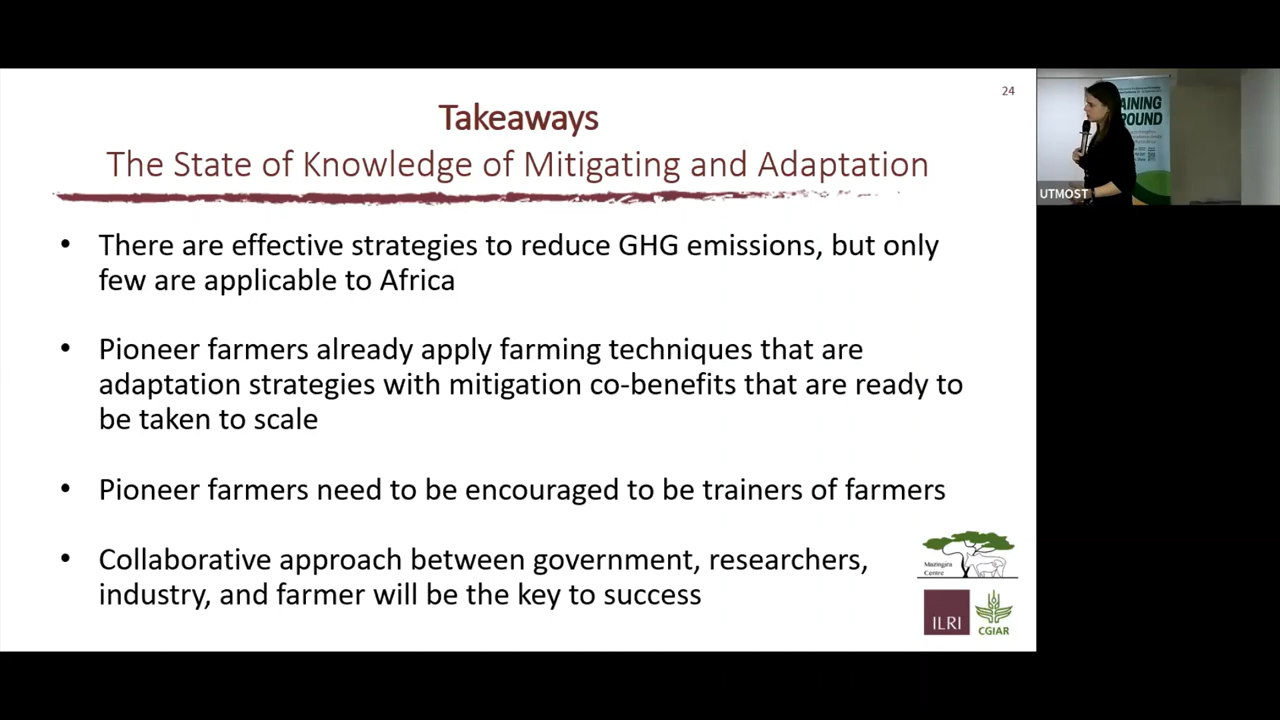 24
Takeaways
The State of Knowledge of Mitigating and Adaptation
• There are effective strategies to reduce GHG emissions, but only
few are applicable to Africa
• Pioneer farmers already apply farming techniques that are
adaptation strategies with mitigation co-benefits that are ready to
be taken to scale
• Pioneer farmers need to be encouraged to be trainers of farmers
• Collaborative approach between government, researchers,
industry, and farmer will be the key to success
Mazingira
Centre
ILRI
CGIAR
AINING
OUND
UTMOST